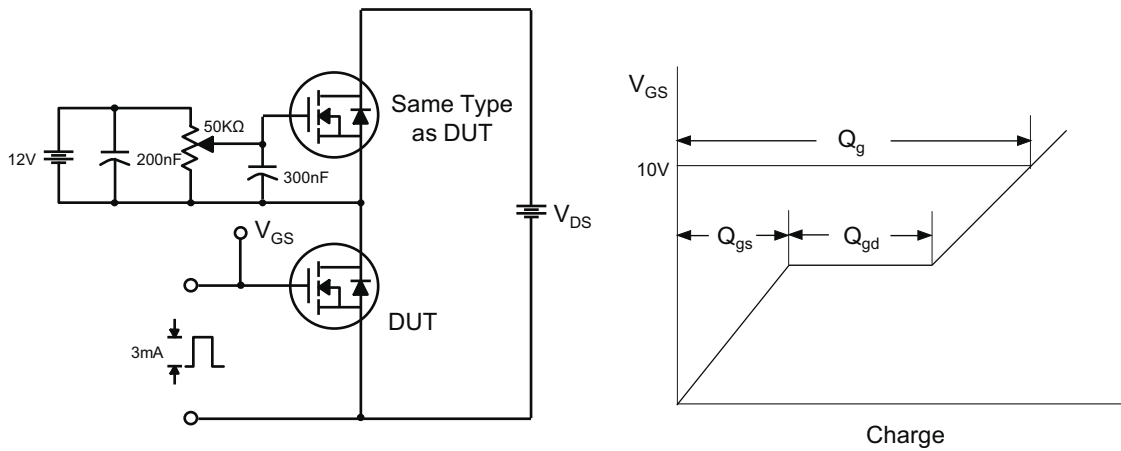 12V
200nF
50KΩ
300nF
Same Type
as DUT
V_DS
V_GS
DUT
3mA
V_GS
10V
Q_g
Q_gs
Q_gd
Charge